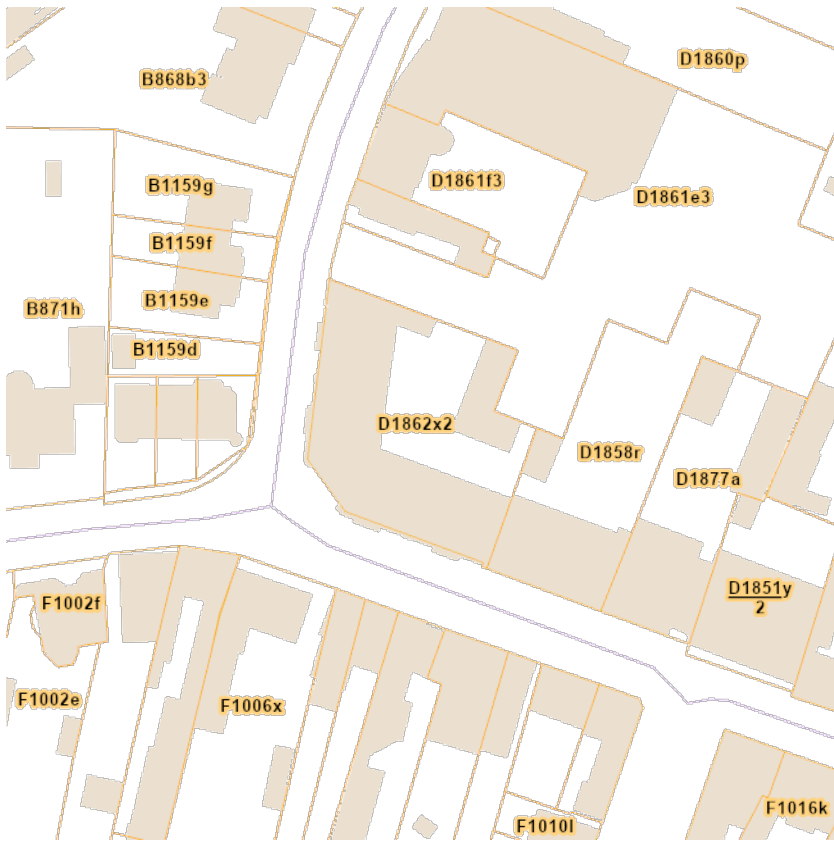 D1860p
B868b3
D1861f3
B1159g
D1861e3
B1159f
B1159e
B871h
B1159d
D1862x2
D1858r
D1877a
D1851y
2
F1002f
F1002e
F1006x
F1016k
F1010l